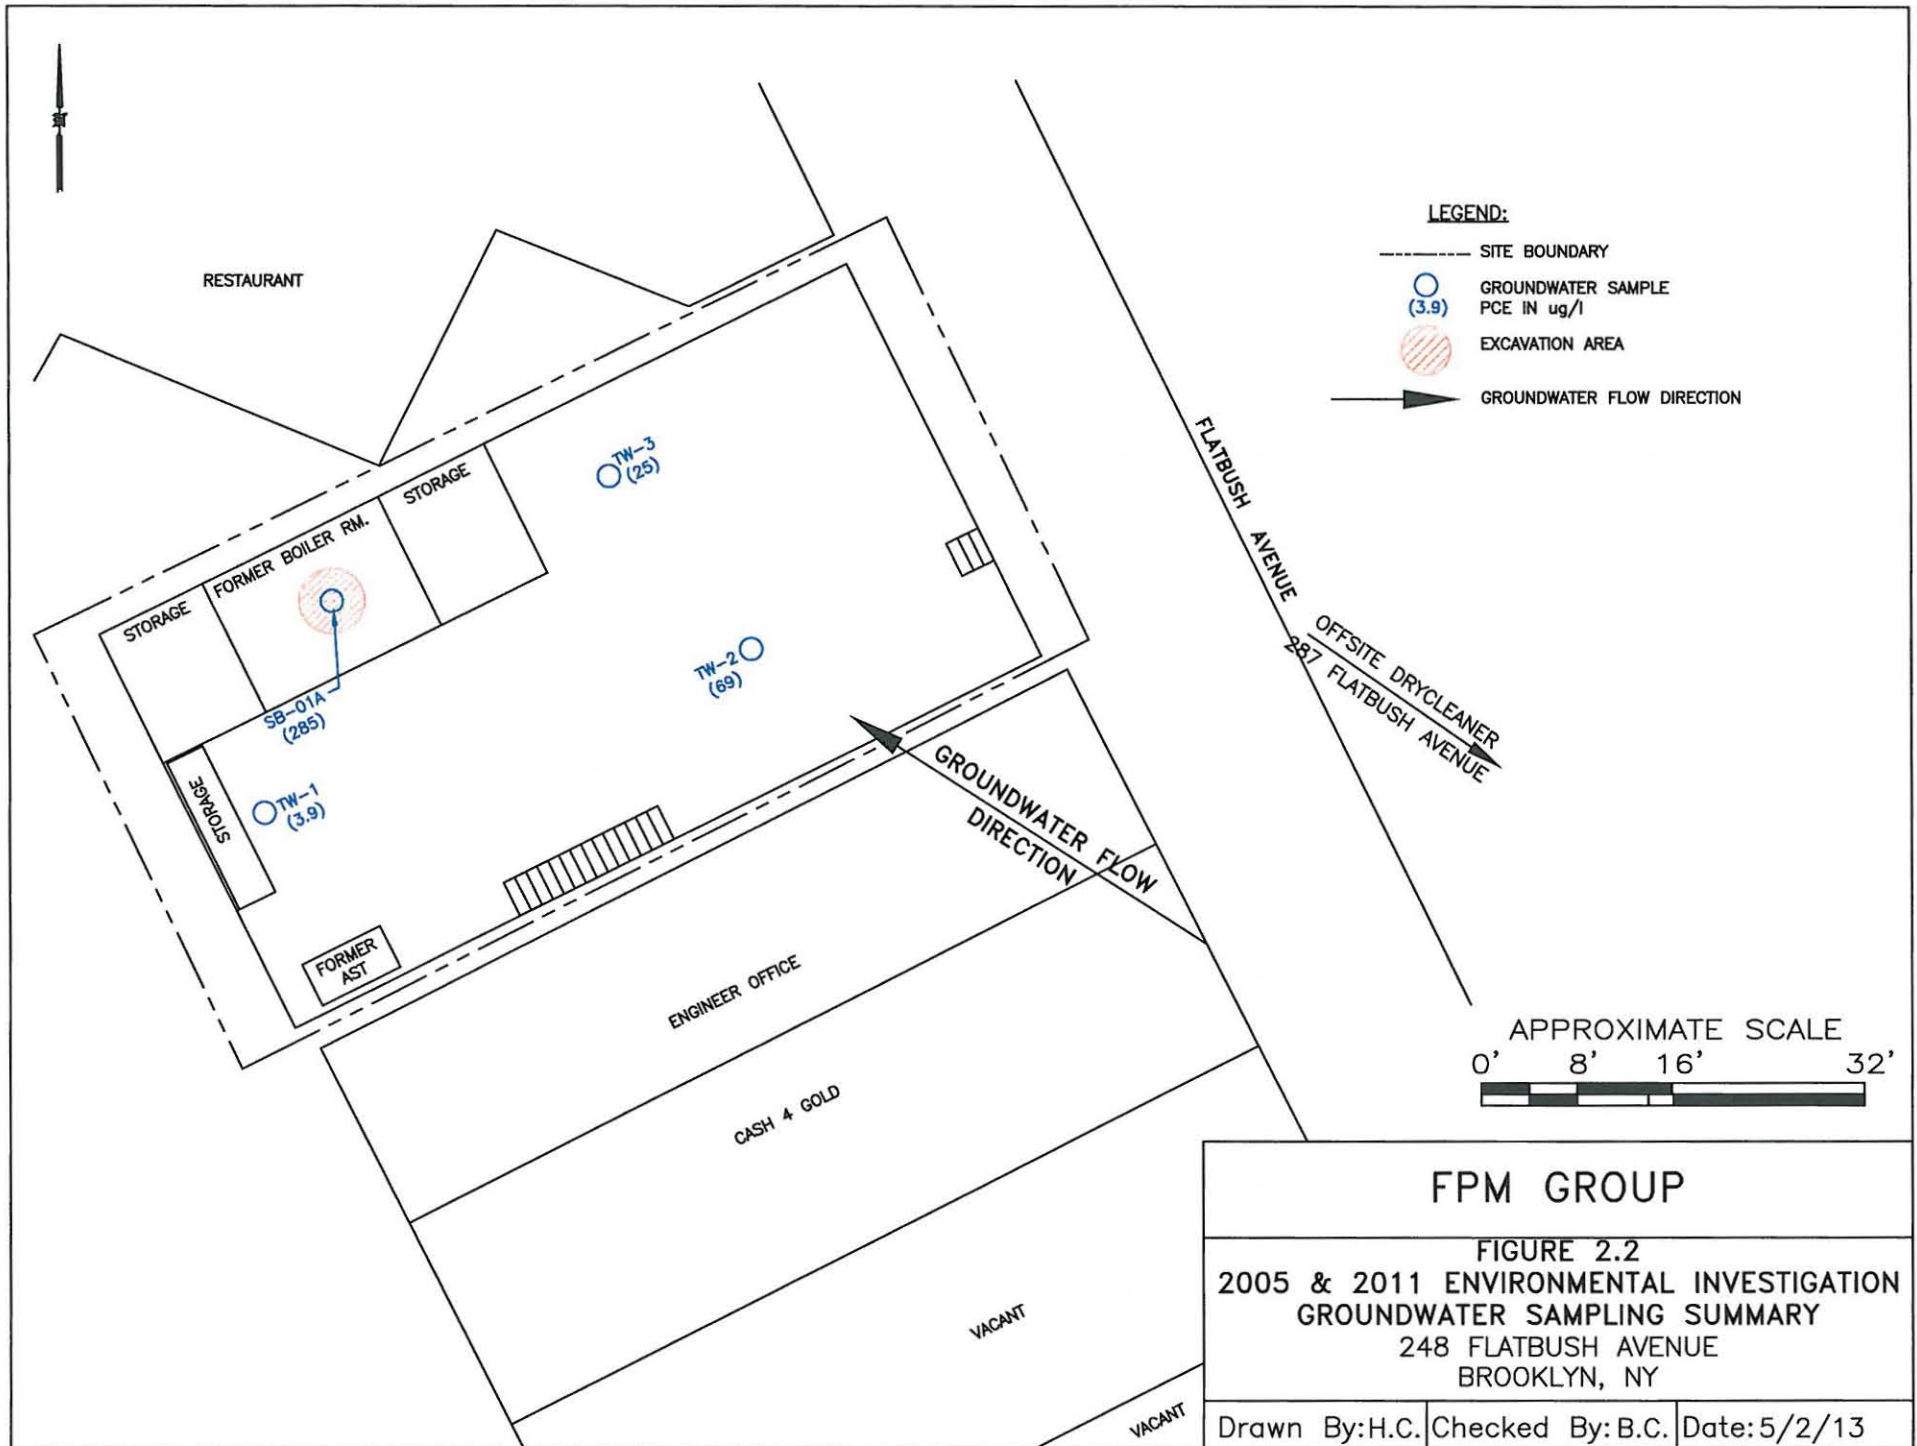 RESTAURANT
LEGEND:
SITE BOUNDARY
GROUNDWATER SAMPLE
(3.9) PCE IN ug/l
EXCAVATION AREA
GROUNDWATER FLOW DIRECTION
FLATBUSH AVENUE
TW-3
(25)
STORAGE
FORMER BOILER RM.
STORAGE
TW-2
(69)
SB-01A
(285)
STORAGE
TW-1
(3.9)
FORMER
AST
GROUNDWATER FLOW
DIRECTION
OFFSITE DRYCLEANER
287 FLATBUSH AVENUE
ENGINEER OFFICE
CASH 4 GOLD
VACANT
VACANT
APPROXIMATE SCALE
0' 8' 16' 32'
FPM GROUP
FIGURE 2.2
2005 & 2011 ENVIRONMENTAL INVESTIGATION
GROUNDWATER SAMPLING SUMMARY
248 FLATBUSH AVENUE
BROOKLYN, NY
Drawn By:H.C. Checked By:B.C. Date:5/2/13